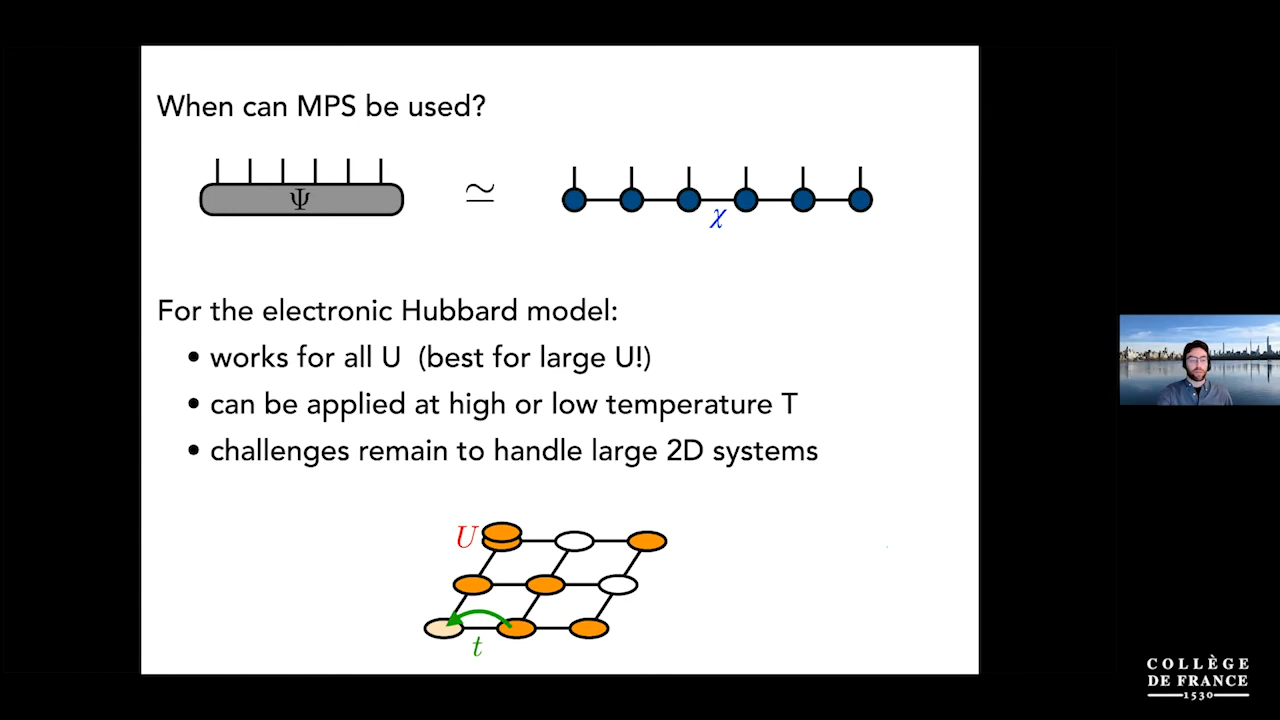 When can MPS be used?
Ψ
≃
χ
For the electronic Hubbard model:
• works for all U (best for large U!)
• can be applied at high or low temperature T
• challenges remain to handle large 2D systems
U
t
COLLÈGE
DE FRANCE
1530